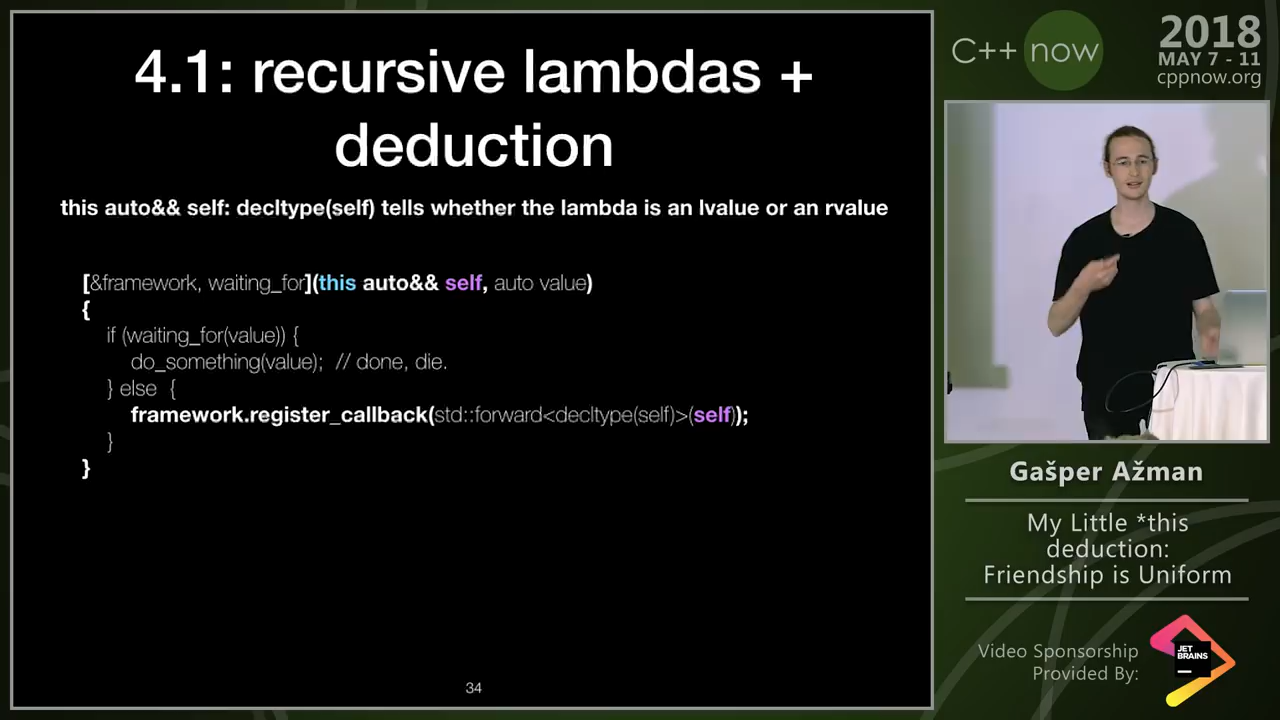 4.1: recursive lambdas +
deduction
this auto&& self: decltype(self) tells whether the lambda is an lvalue or an rvalue
[&framework, waiting_for](this auto&& self, auto value)
{
if (waiting_for(value)) {
do_something(value);  // done, die.
} else  {
framework.register_callback(std::forward<decltype(self)>(self));
}
}
34
C++ now
2018
MAY 7 - 11
cppnow.org
Gašper Ažman
My Little *this
deduction:
Friendship is Uniform
Video Sponsorship
Provided By:
JET
BRAINS